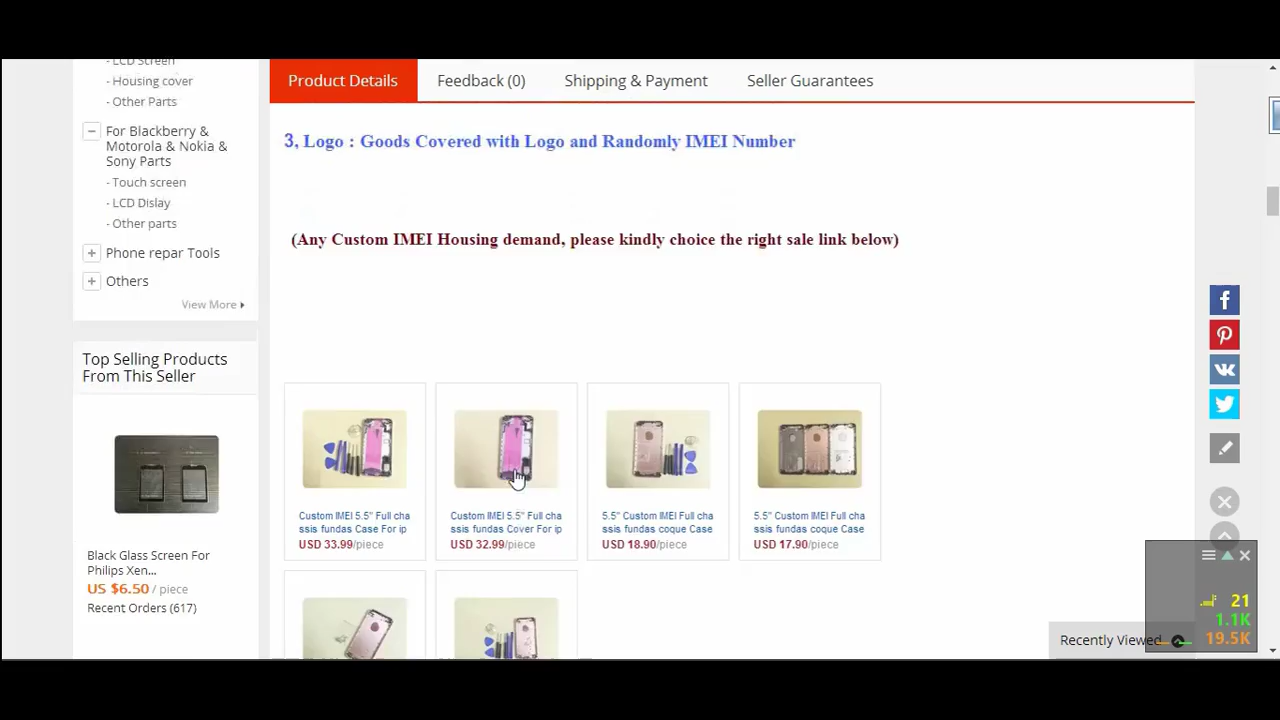 - LCD Screen
- Housing cover
- Other Parts
For Blackberry &
Motorola & Nokia &
Sony Parts
- Touch screen
- LCD Dislay
- Other parts
Phone repar Tools
Others
View More
Top Selling Products
From This Seller
Black Glass Screen For
Philips Xen...
US $6.50 / piece
Recent Orders (617)
Product Details
Feedback (0)
Shipping & Payment
Seller Guarantees
3, Logo : Goods Covered with Logo and Randomly IMEI Number
(Any Custom IMEI Housing demand, please kindly choice the right sale link below)
Custom IMEI 5.5" Full cha
ssis fundas Case For ip
USD 33.99/piece
Custom IMEI 5.5" Full cha
ssis fundas Cover For ip
USD 32.99/piece
5.5" Custom IMEI Full cha
ssis fundas coque Case
USD 18.90/piece
5.5" Custom IMEI Full cha
ssis fundas coque Case
USD 17.90/piece
21
1.1K
19.5K
Recently Viewed